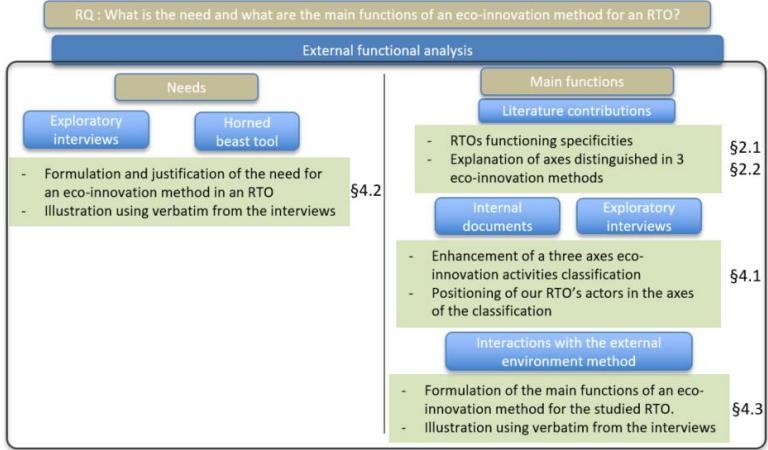 RQ : What is the need and what are the main functions of an eco-innovation method for an RTO?
External functional analysis
Needs
Exploratory
interviews
Horned
beast tool
- Formulation and justification of the need for
an eco-innovation method in an RTO
- Illustration using verbatim from the interviews
§4.2
Main functions
Literature contributions
- RTOs functioning specificities
- Explanation of axes distinguished in 3
eco-innovation methods
§2.1
§2.2
Internal
documents
Exploratory
interviews
- Enhancement of a three axes eco-
innovation activities classification
- Positioning of our RTO's actors in the axes
of the classification
§4.1
Interactions with the external
environment method
- Formulation of the main functions of an eco-
innovation method for the studied RTO.
- Illustration using verbatim from the interviews
§4.3